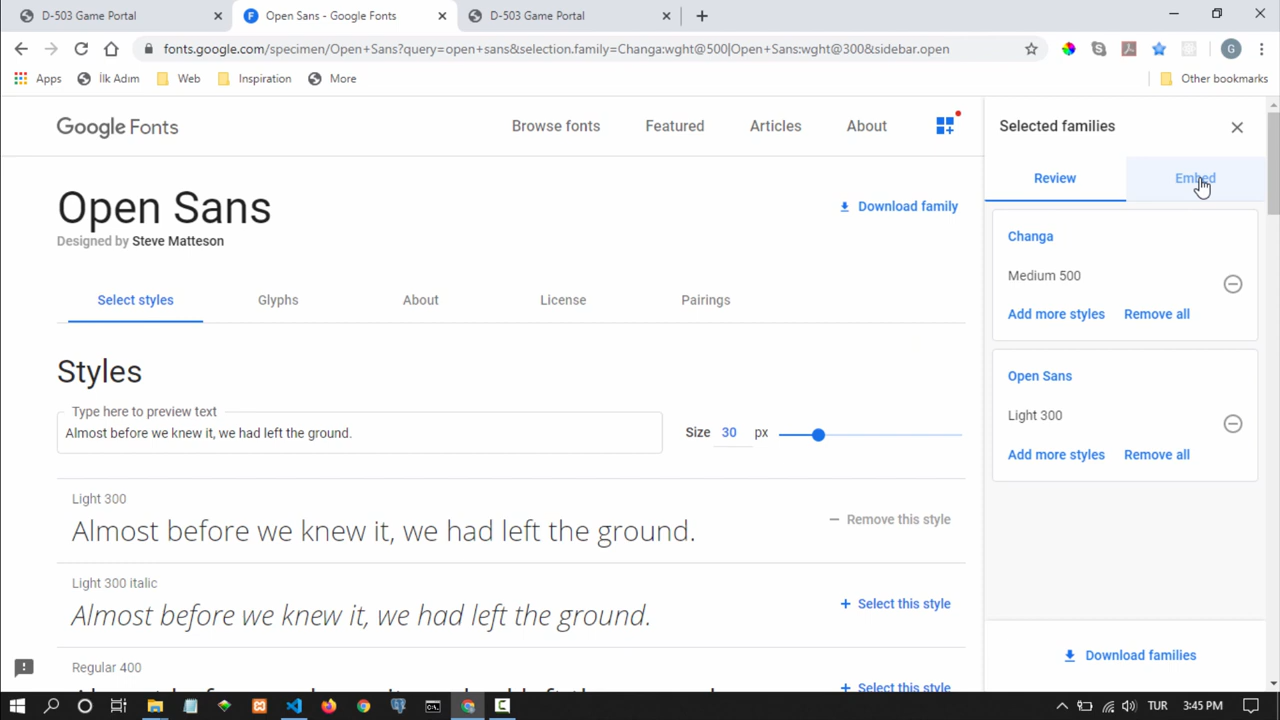 D-503 Game Portal
Open Sans - Google Fonts
D-503 Game Portal
fonts.google.com/specimen/Open+Sans?query=open+sans&selection.family=Changa:wght@500|Open+Sans:wght@300&sidebar.open
G
Apps
İlk Adım
Web
Inspiration
More
Other bookmarks
Google Fonts
Browse fonts
Featured
Articles
About
Selected families
Review
Embed
Open Sans
Designed by Steve Matteson
Download family
Select styles
Glyphs
About
License
Pairings
Styles
Type here to preview text
Almost before we knew it, we had left the ground.
Size 30 px
Light 300
Almost before we knew it, we had left the ground.
Remove this style
Light 300 italic
Almost before we knew it, we had left the ground.
Select this style
Regular 400
Select this style
Changa
Medium 500
Add more styles Remove all
Open Sans
Light 300
Add more styles Remove all
Download families
TUR
3:45 PM